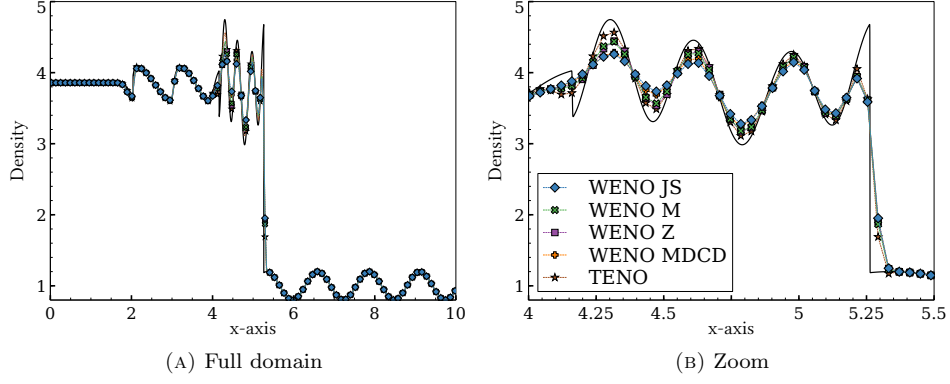 5
4
3
2
1
Density
0
2
4
6
8
10
x-axis
(A) Full domain
5
4
3
2
1
Density
WENO JS
WENO M
WENO Z
WENO MDCD
TENO
4
4.25
4.5
4.75
5
5.25
5.5
x-axis
(B) Zoom